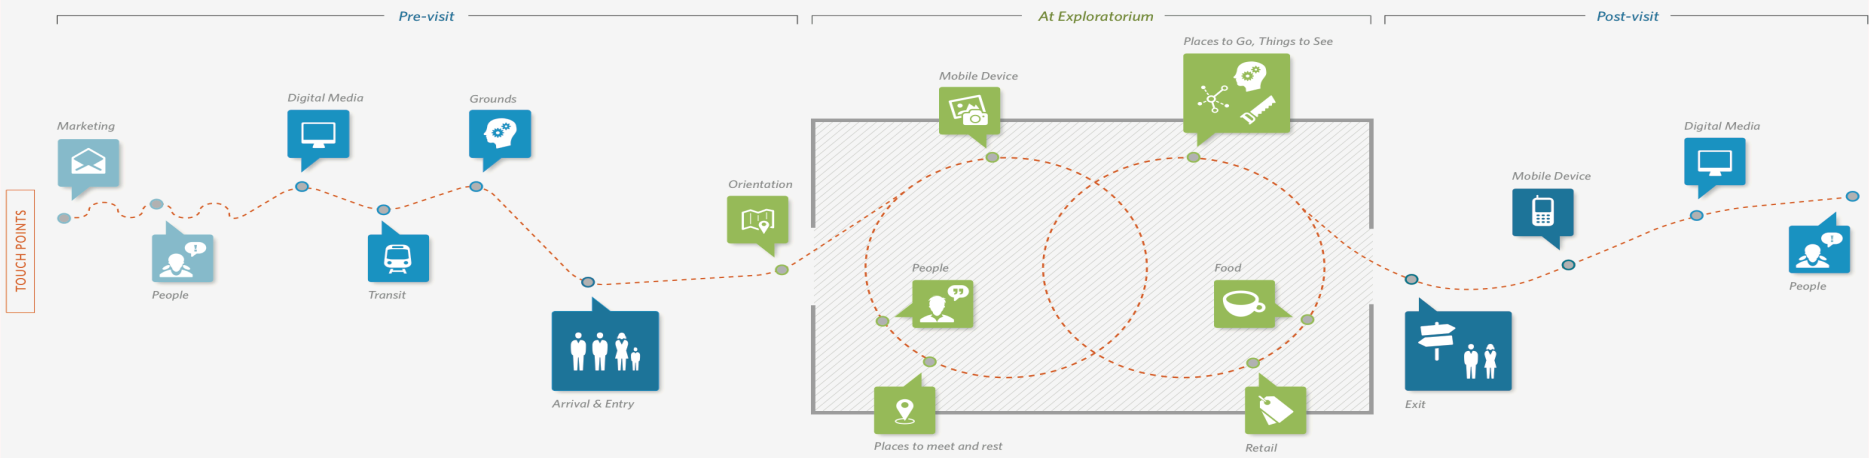 Pre-visit
At Exploratorium
Post-visit
TOUCH POINTS
Marketing
People
Digital Media
Transit
Grounds
Arrival & Entry
Orientation
Mobile Device
Places to Go, Things to See
People
Food
Places to meet and rest
Retail
Exit
Mobile Device
Digital Media
People